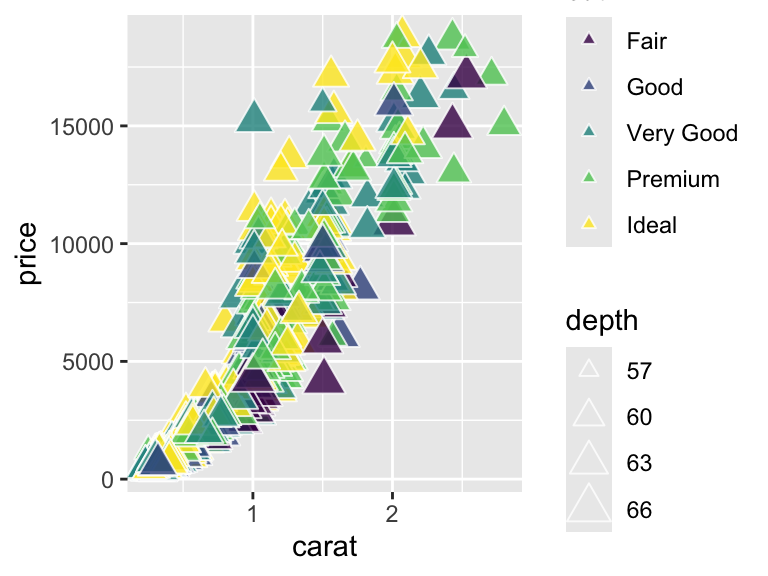 Fair
Good
Very Good
Premium
Ideal
15000
10000
5000
0
price
1
2
carat
depth
57
60
63
66